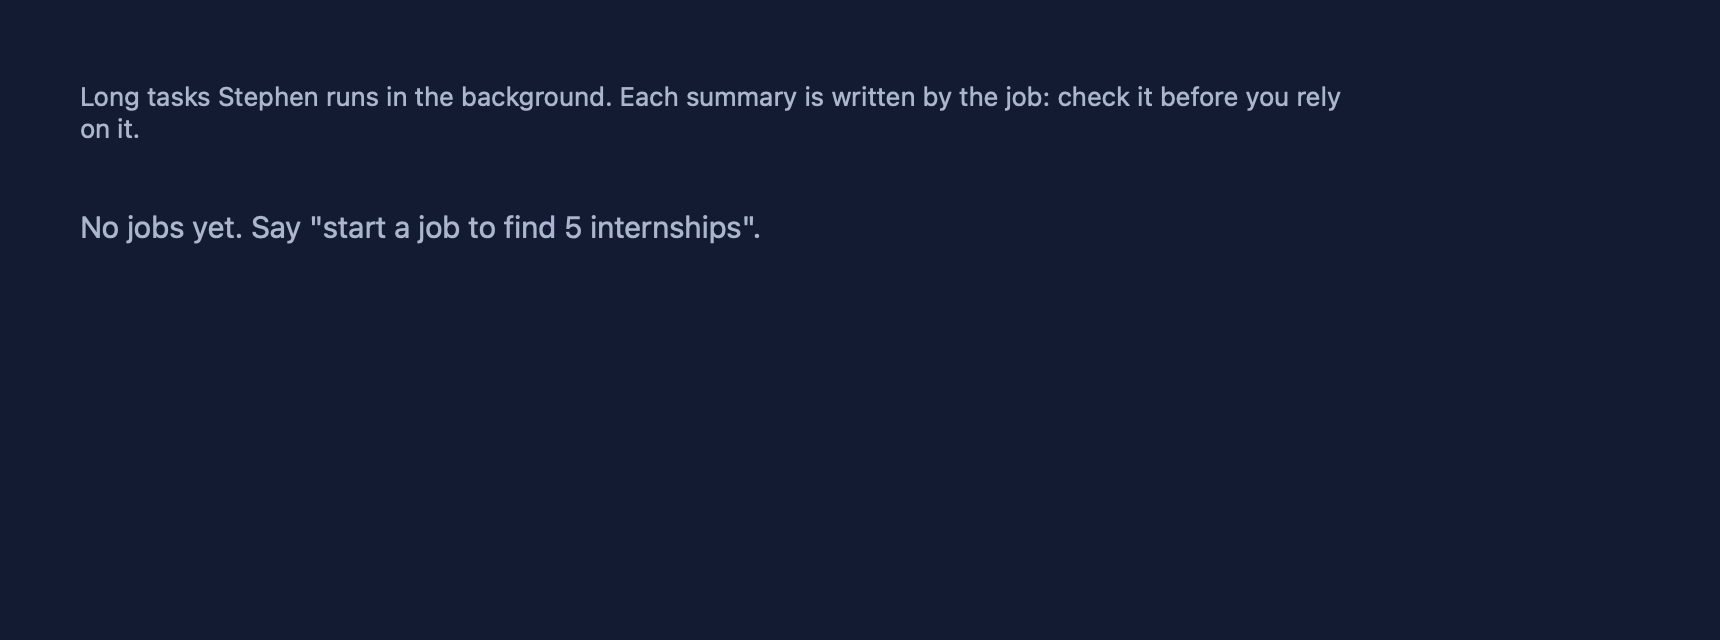 Long tasks Stephen runs in the background. Each summary is written by the job: check it before you rely
on it.
No jobs yet. Say "start a job to find 5 internships".